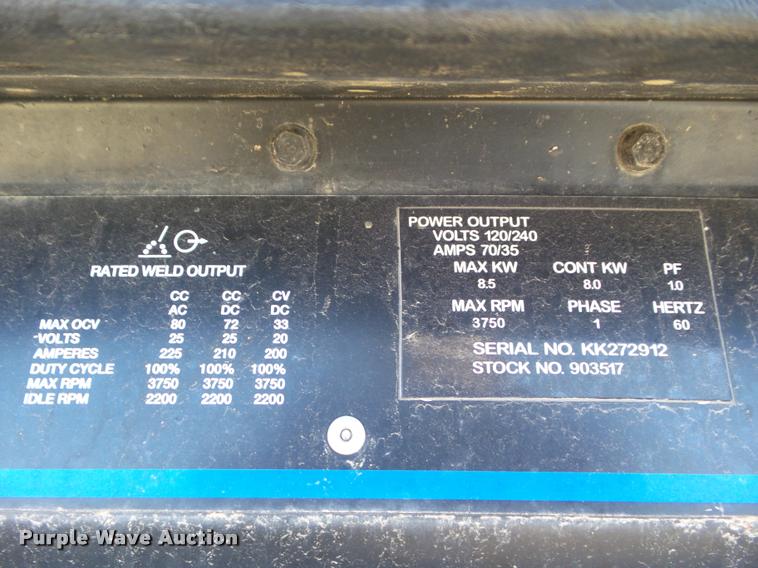 RATED WELD OUTPUT
CC CC CV
AC DC DC
MAX OCV 80 72 33
VOLTS 25 25 20
AMPERES 225 210 200
DUTY CYCLE 100% 100% 100%
MAX RPM 3750 3750 3750
IDLE RPM 2200 2200 2200
POWER OUTPUT
VOLTS 120/240
AMPS 70/35
MAX KW CONT KW PF
8.5 8.0 1.0
MAX RPM PHASE HERTZ
3750 1 60
SERIAL NO. KK272912
STOCK NO. 903517
Purple Wave Auction